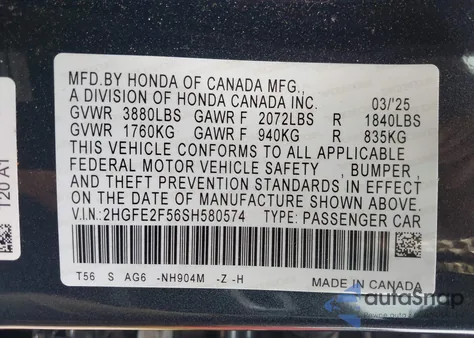 MFD.BY HONDA OF CANADA MFG.,
A DIVISION OF HONDA CANADA INC. 03/'25
GVWR 3880LBS GAWR F 2072LBS R 1840LBS
GVWR 1760KG GAWR F 940KG R 835KG
THIS VEHICLE CONFORMS TO ALL APPLICABLE
FEDERAL MOTOR VEHICLE SAFETY , BUMPER ,
AND THEFT PREVENTION STANDARDS IN EFFECT
ON THE DATE OF MANUFACTURE SHOWN ABOVE.
V.I.N:2HGFE2F56SH580574 TYPE: PASSENGER CAR
T56 S AG6 -NH904M -Z -H
MADE IN CANADA
120 A1
autoSnap